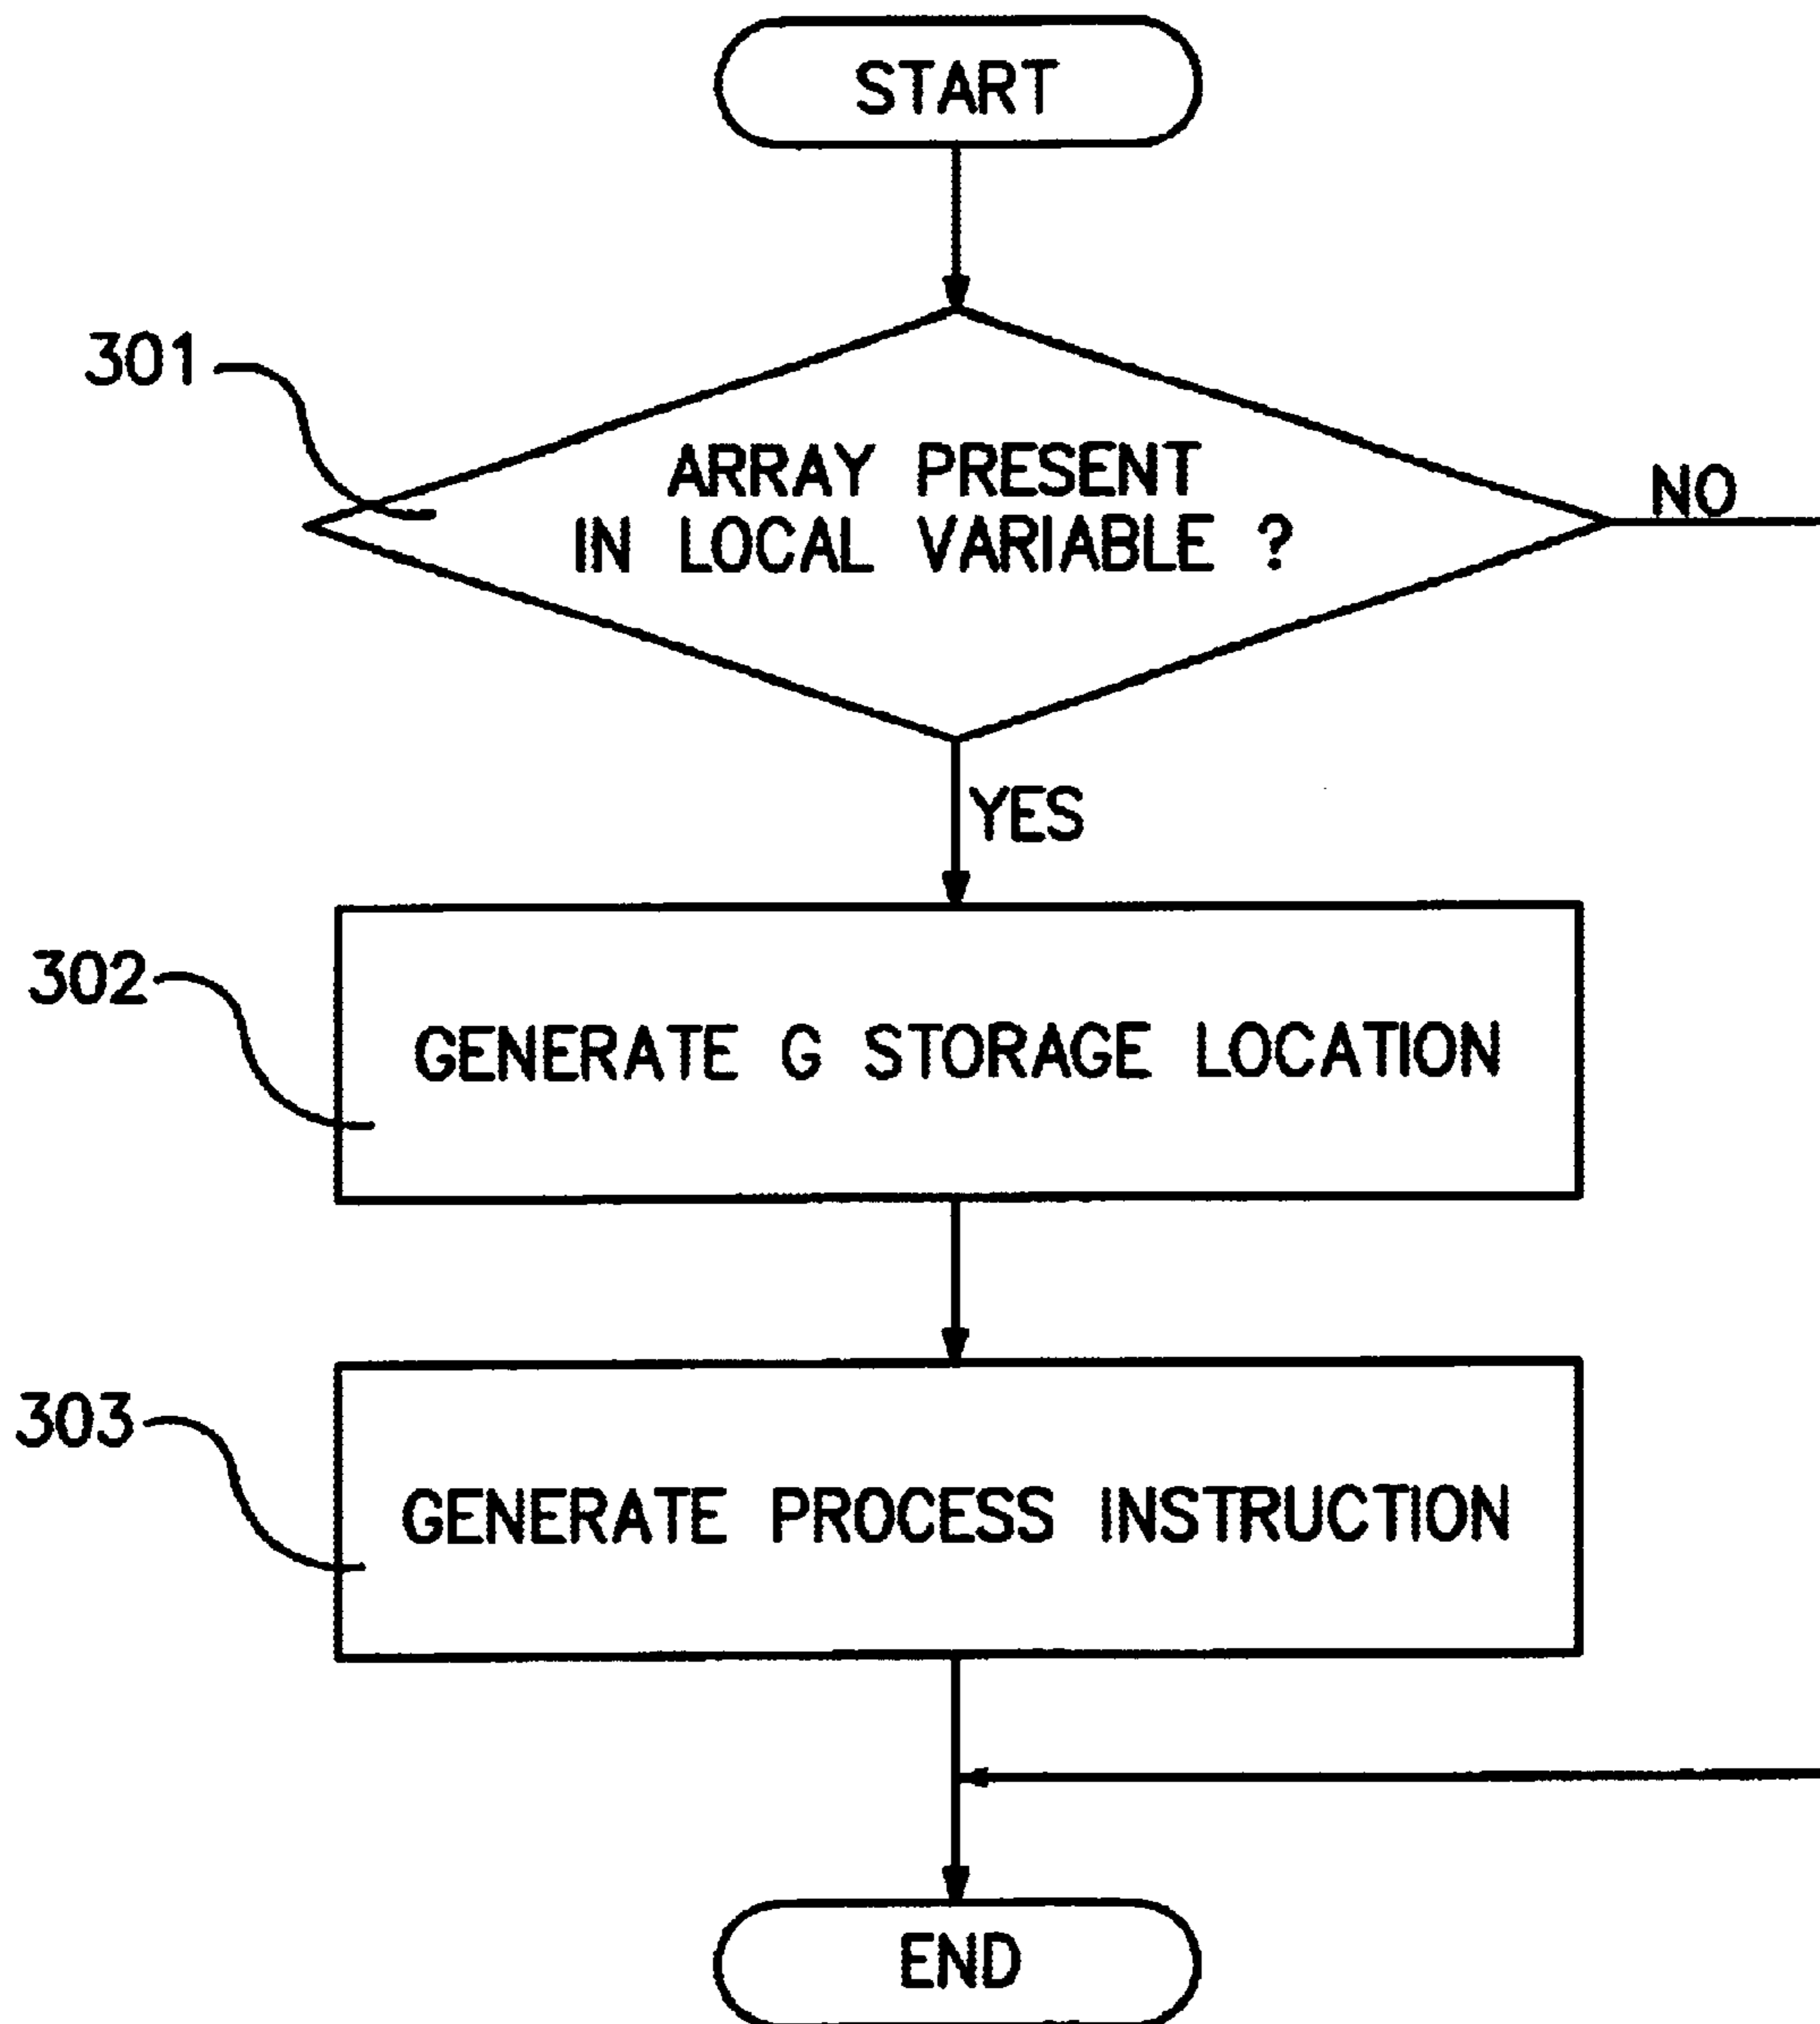 START
301
ARRAY PRESENT
IN LOCAL VARIABLE ?
NO
YES
302
GENERATE G STORAGE LOCATION
303
GENERATE PROCESS INSTRUCTION
END